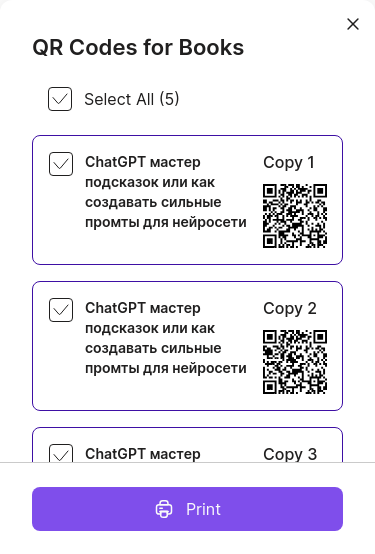 QR Codes for Books
Select All (5)
ChatGPT мастер
подсказок или как
создавать сильные
промты для нейросети
Copy 1
ChatGPT мастер
подсказок или как
создавать сильные
промты для нейросети
Copy 2
ChatGPT мастер
Copy 3
Print